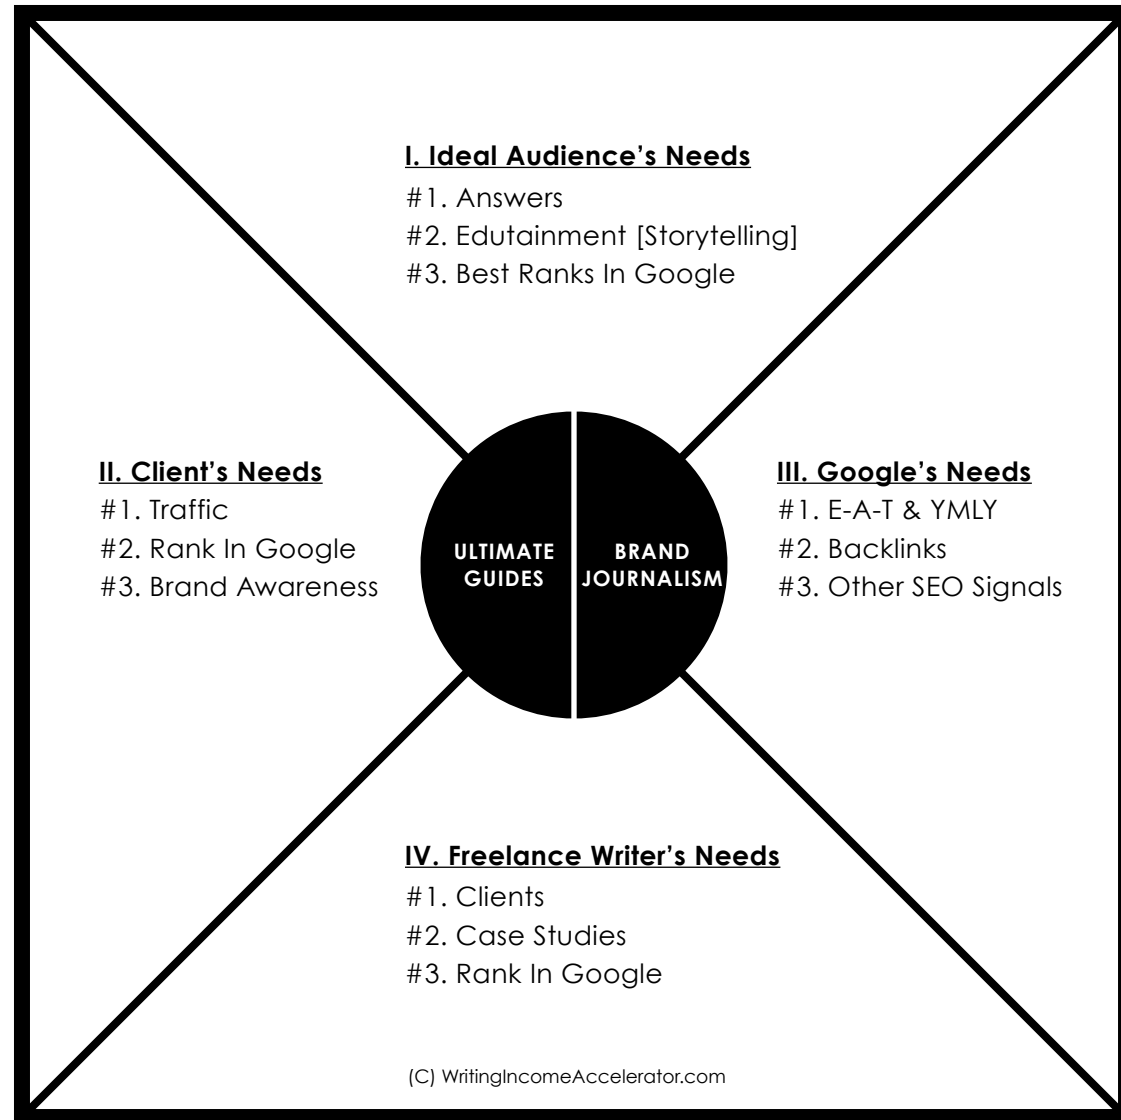 I. Ideal Audience’s Needs
#1. Answers
#2. Edutainment [Storytelling]
#3. Best Ranks In Google
II. Client’s Needs
#1. Traffic
#2. Rank In Google
#3. Brand Awareness
ULTIMATE
GUIDES
BRAND
JOURNALISM
III. Google’s Needs
#1. E-A-T & YMLY
#2. Backlinks
#3. Other SEO Signals
IV. Freelance Writer’s Needs
#1. Clients
#2. Case Studies
#3. Rank In Google
(C) WritingIncomeAccelerator.com